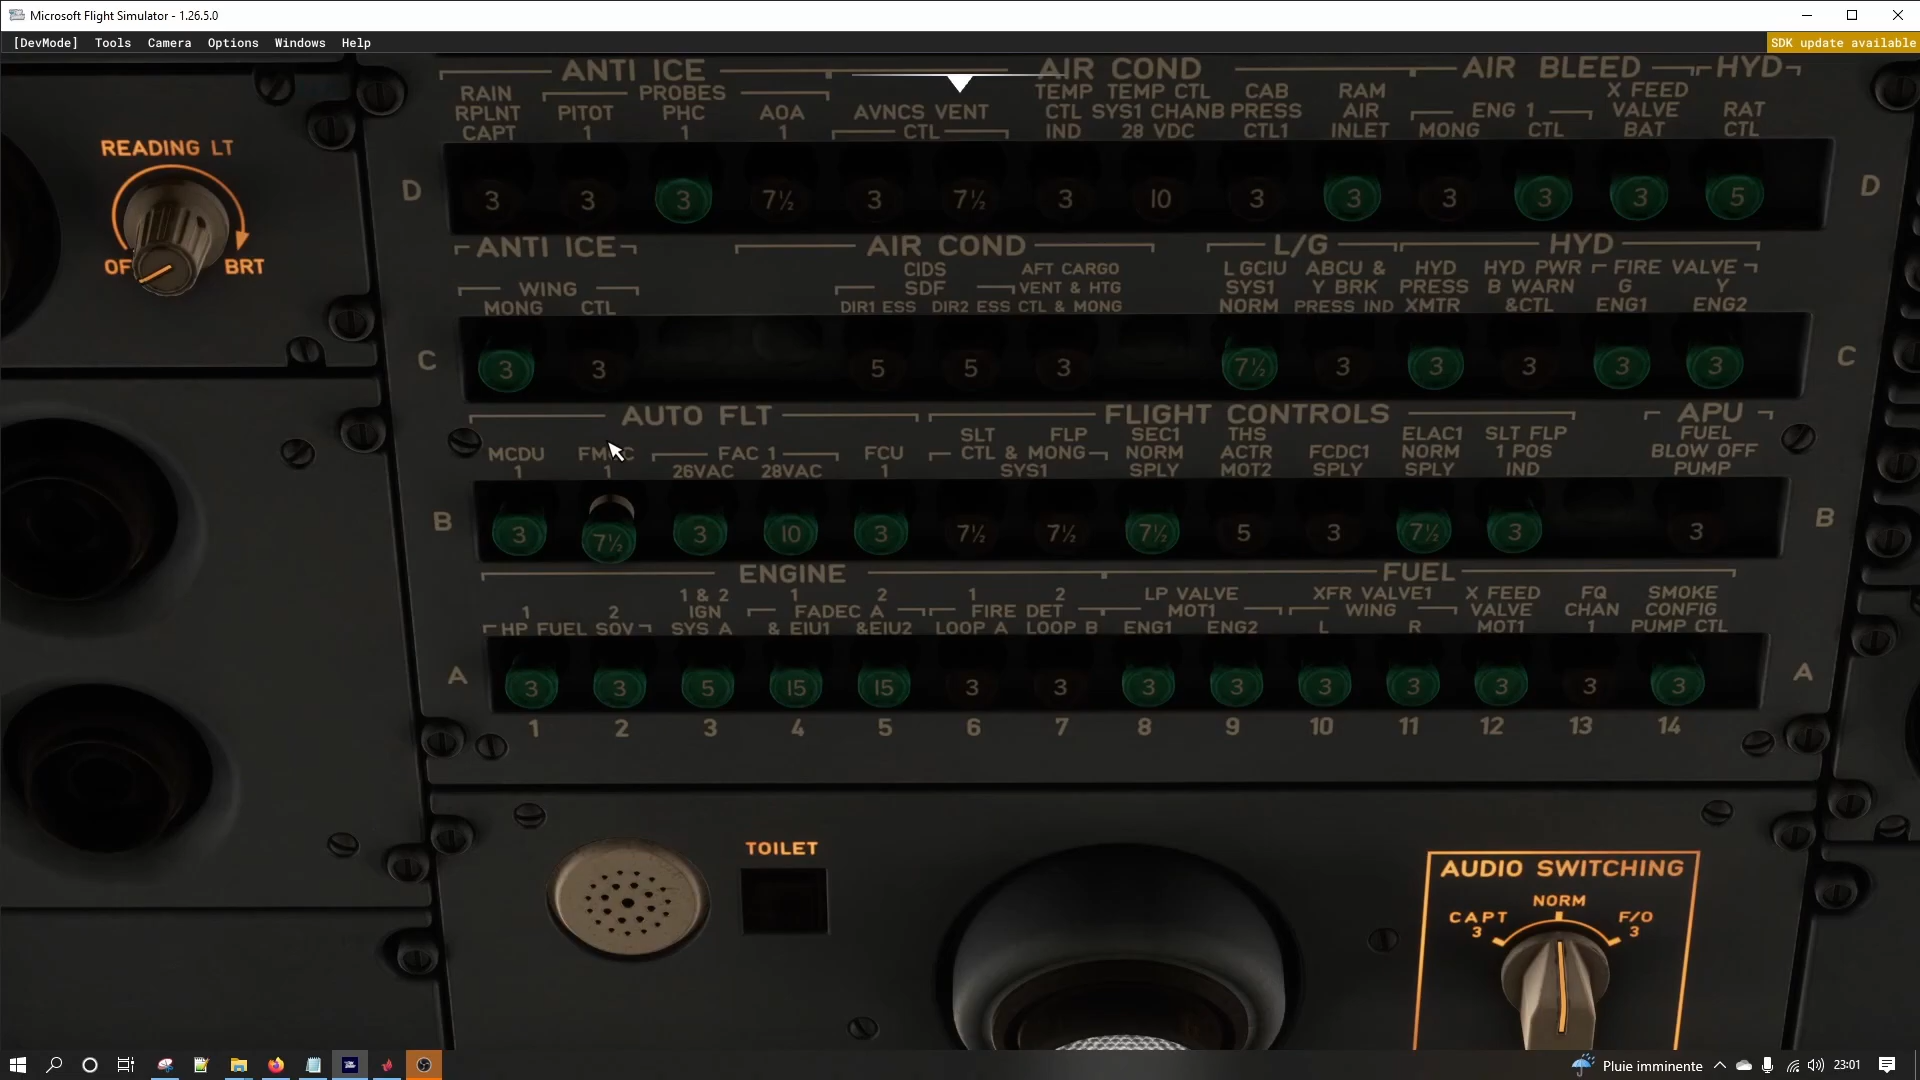 Microsoft Flight Simulator - 1.26.5.0
[DevMode] Tools Camera Options Windows Help
SDK update available
ANTI ICE AIR COND AIR BLEED HYD
RAIN PROBES TEMP TEMP CTL CAB RAM X FEED
RPLNT PITOT PHC AOA AVNCS VENT CTL SYS1 CHANB PRESS AIR ENG 1 VALVE RAT
CAPT 1 1 1 CTL IND 28 VDC CTL1 INLET MONG CTL BAT CTL
READING LT
OF BRT
D 3 3 3 7½ 3 7½ 3 10 3 3 3 3 3 5 D
ANTI ICE AIR COND L/G HYD
CIDS AFT CARGO L GCIU ABCU & HYD HYD PWR FIRE VALVE
WING SDF VENT & HTG SYS1 Y BRK PRESS B WARN G Y
MONG CTL DIR1 ESS DIR2 ESS CTL & MONG NORM PRESS IND XMTR &CTL ENG1 ENG2
C 3 3 5 5 3 7½ 3 3 3 3 3 C
AUTO FLT FLIGHT CONTROLS APU
SLT FLP SEC1 THS ELAC1 SLT FLP FUEL
MCDU FM C FAC 1 FCU CTL & MONG NORM ACTR FCDC1 NORM 1 POS BLOW OFF
1 1 26VAC 28VAC 1 SYS1 SPLY MOT2 SPLY SPLY IND PUMP
B 3 7½ 3 10 3 7½ 7½ 7½ 5 3 7½ 3 3 B
ENGINE FUEL
1 & 2 1 2 1 2 LP VALVE XFR VALVE1 X FEED FQ SMOKE
1 2 IGN FADEC A FIRE DET MOT1 WING VALVE CHAN CONFIG
HP FUEL SOV SYS A & EIU1 &EIU2 LOOP A LOOP B ENG1 ENG2 L R MOT1 1 PUMP CTL
A 3 3 5 15 15 3 3 3 3 3 3 3 3 3 A
1 2 3 4 5 6 7 8 9 10 11 12 13 14
TOILET
AUDIO SWITCHING
NORM
CAPT F/O
3 3
Pluie imminente
23:01